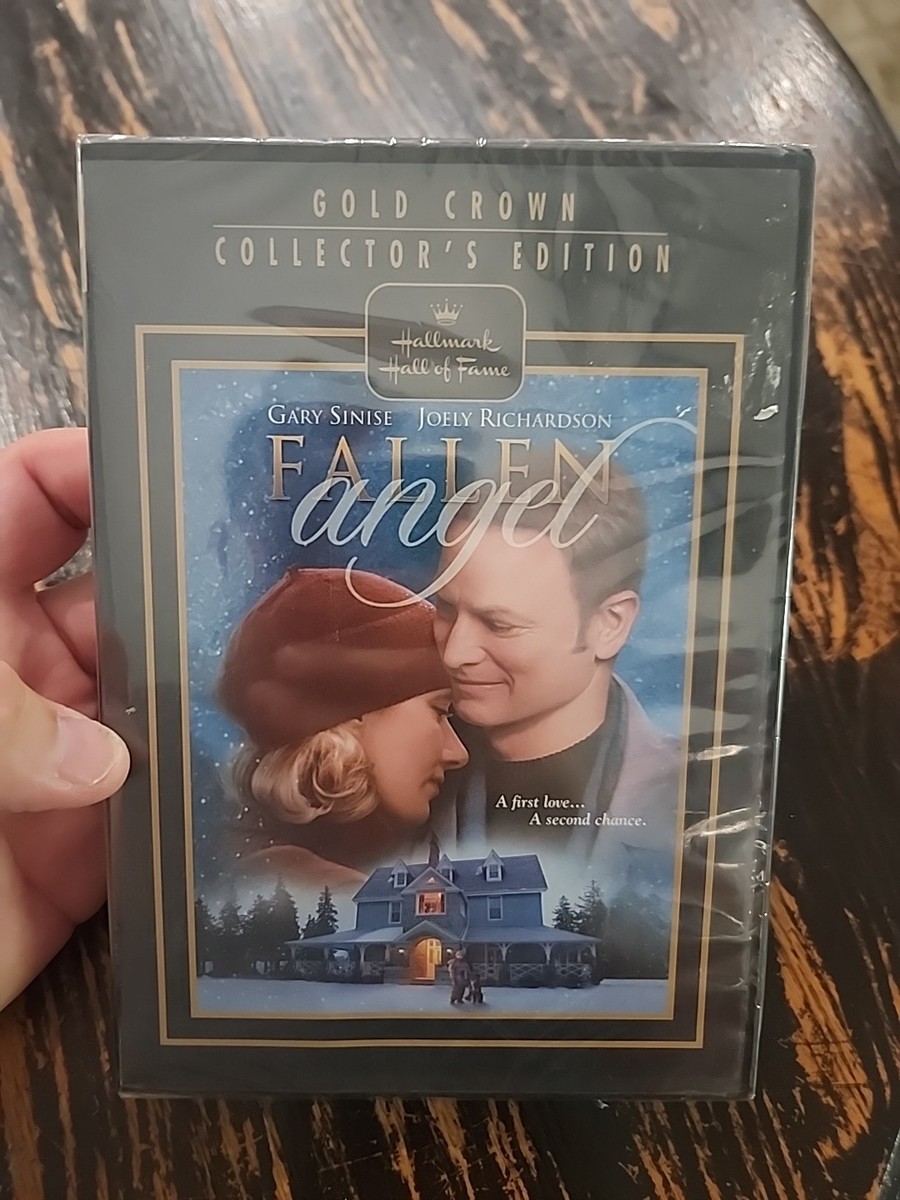 GOLD CROWN
COLLECTOR'S EDITION
Hallmark
Hall of Fame
GARY SINISE JOELY RICHARDSON
FALLEN
angel
A first love...
A second chance.